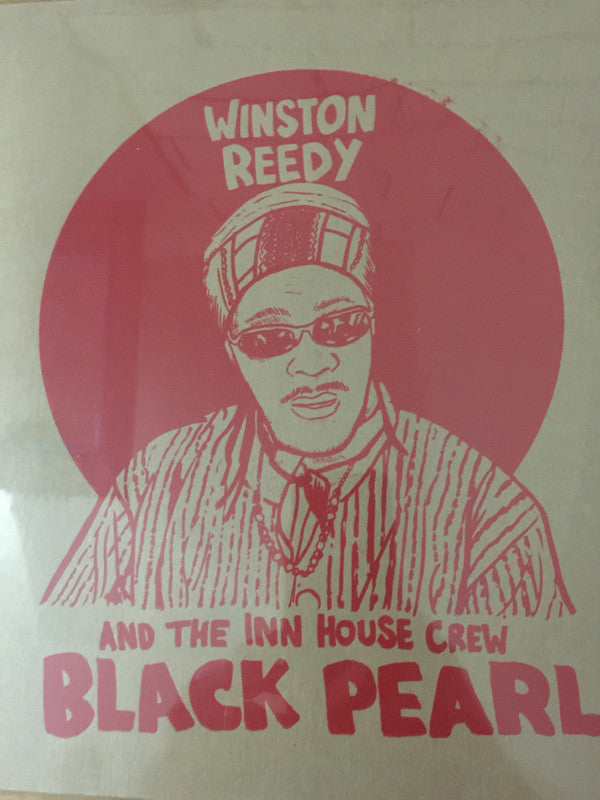 WINSTON
REEDY
AND THE INN HOUSE CREW
BLACK PEARL